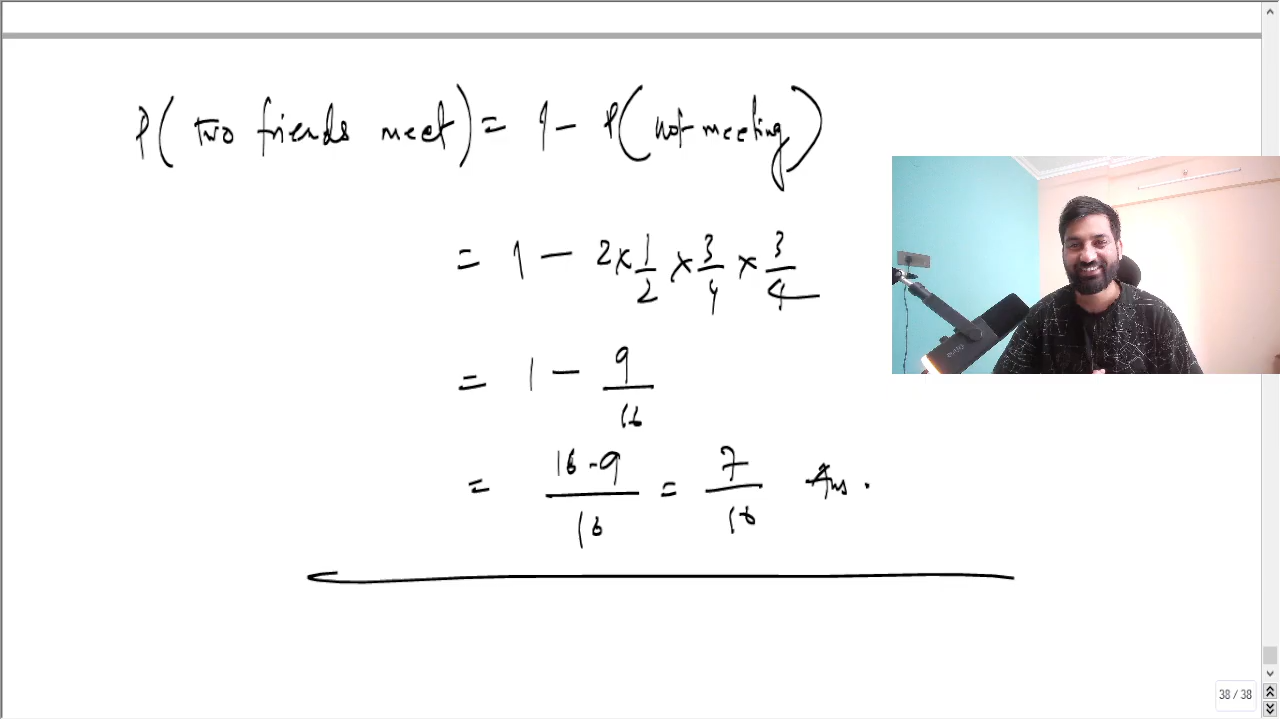 P(two friends meet) = 1 - P(not meeting)
= 1 - 2 × 1/2 × 3/4 × 3/4
= 1 - 9/16
= 16-9/16 = 7/16 Ans.
38 / 38